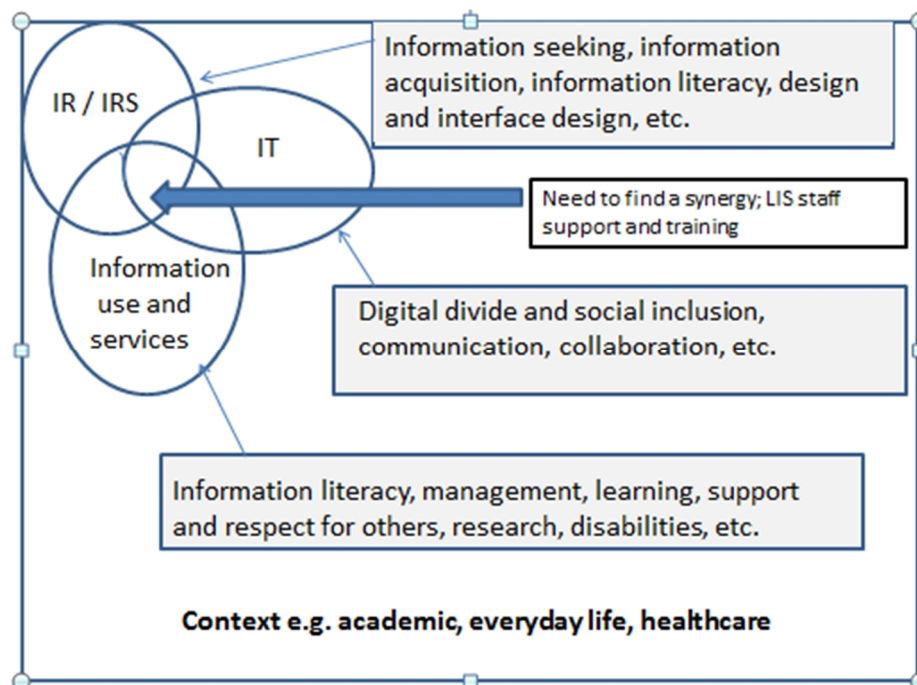 Information seeking, information
acquisition, information literacy, design
and interface design, etc.
IR / IRS
IT
Need to find a synergy; LIS staff
support and training
Information
use and
services
Digital divide and social inclusion,
communication, collaboration, etc.
Information literacy, management, learning, support
and respect for others, research, disabilities, etc.
Context e.g. academic, everyday life, healthcare